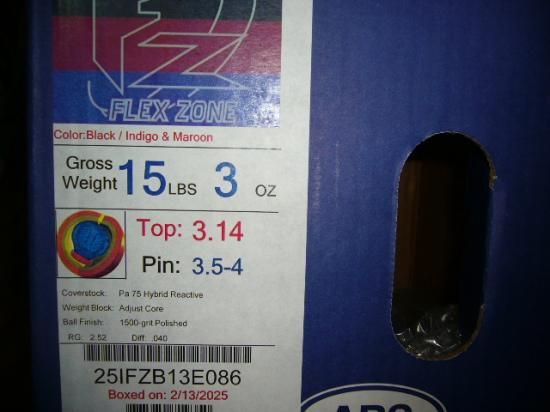 FZ
FLEX ZONE
Color:Black / Indigo & Maroon
Gross Weight 15 LBS 3 OZ
Top: 3.14
Pin: 3.5-4
Coverstock: Pa 75 Hybrid Reactive
Weight Block: Adjust Core
Ball Finish: 1500-grit Polished
RG: 2.52 Diff: .040
25IFZB13E086
Boxed on: 2/13/2025
ABS